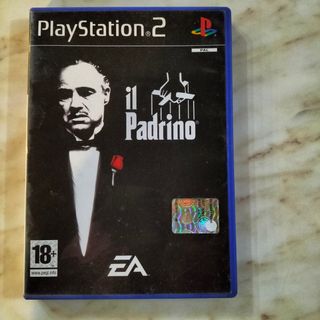 PlayStation®2
PAL
il
Padrino®
18+
www.pegi.info
EA